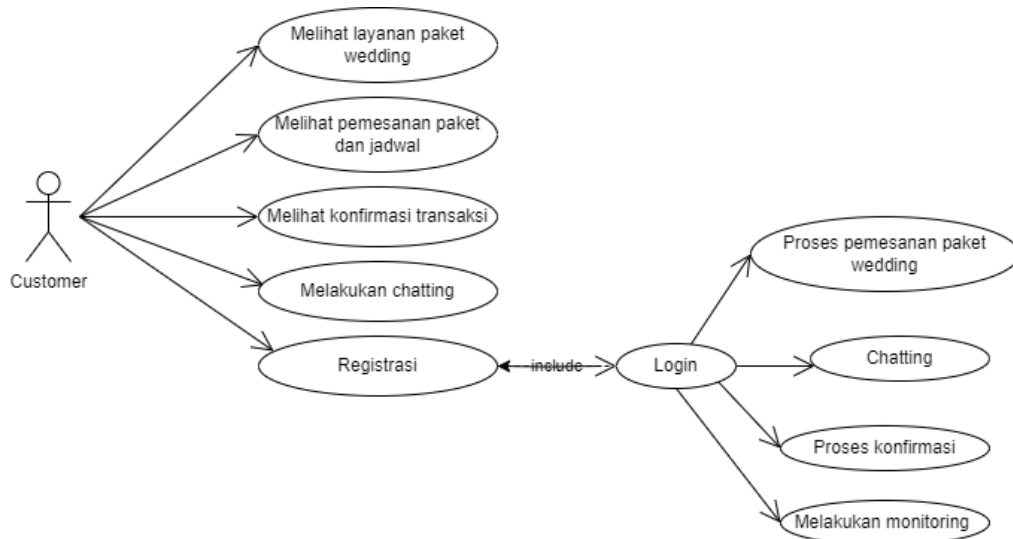 Melihat layanan paket
wedding
Melihat pemesanan paket
dan jadwal
Melihat konfirmasi transaksi
Customer
Melakukan chatting
Registrasi
include
Login
Proses pemesanan paket
wedding
Chatting
Proses konfirmasi
Melakukan monitoring